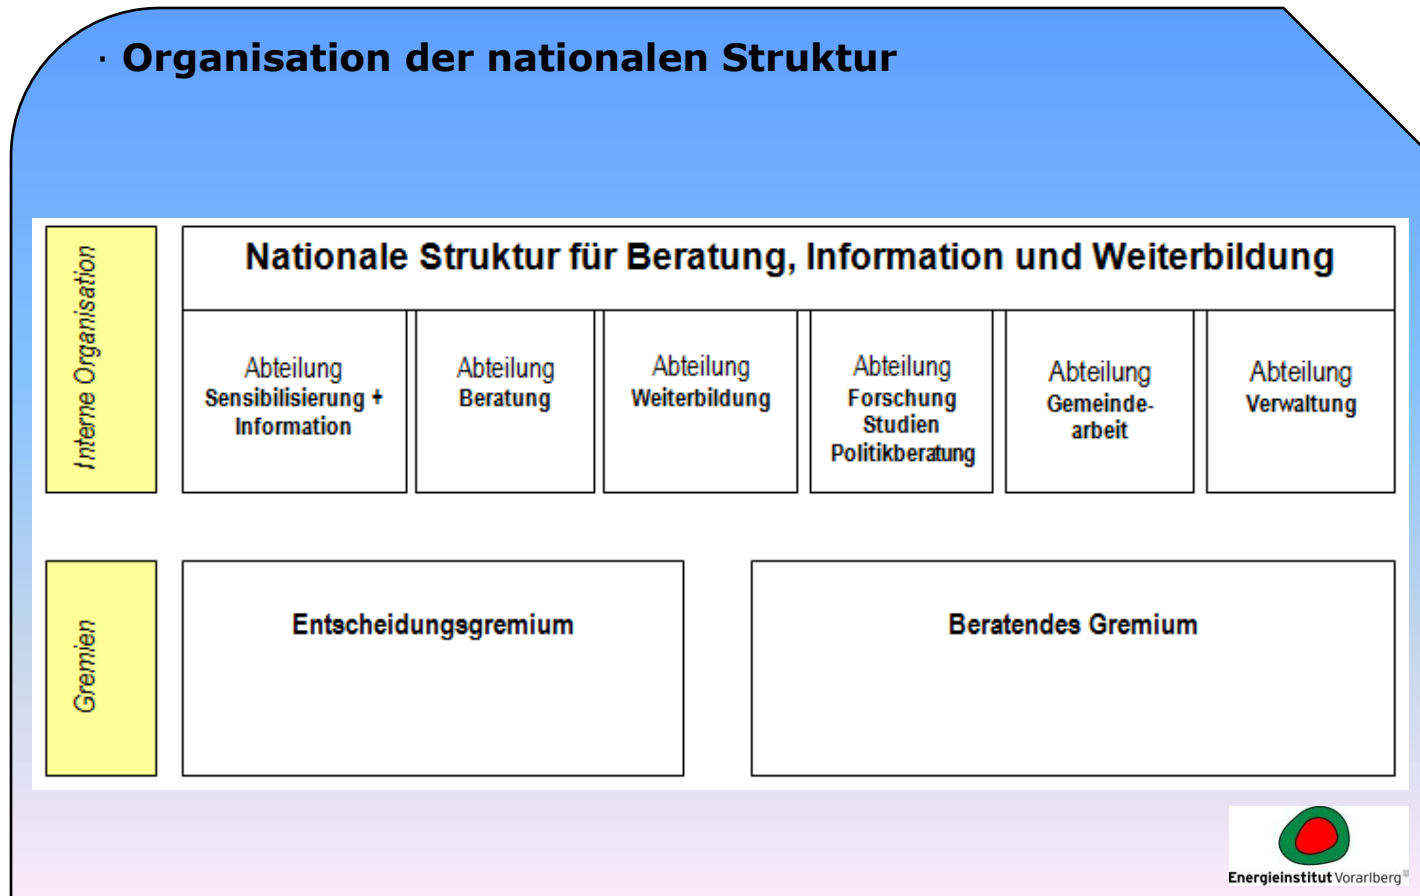 · Organisation der nationalen Struktur
Interne Organisation
Nationale Struktur für Beratung, Information und Weiterbildung
Abteilung
Sensibilisierung +
Information
Abteilung
Beratung
Abteilung
Weiterbildung
Abteilung
Forschung
Studien
Politikberatung
Abteilung
Gemeinde-
arbeit
Abteilung
Verwaltung
Gremien
Entscheidungsgremium
Beratendes Gremium
Energieinstitut Vorarlberg